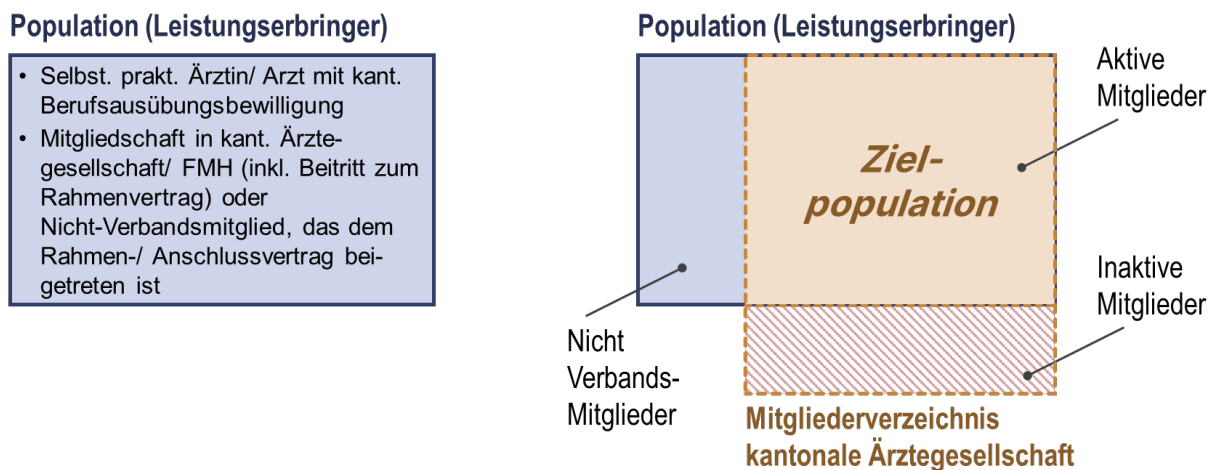 Population (Leistungserbringer)
• Selbst. prakt. Ärztin/ Arzt mit kant.
Berufsausübungsbewilligung
• Mitgliedschaft in kant. Ärzte-
gesellschaft/ FMH (inkl. Beitritt zum
Rahmenvertrag) oder
Nicht-Verbandsmitglied, das dem
Rahmen-/ Anschlussvertrag bei-
getreten ist
Population (Leistungserbringer)
Aktive
Mitglieder
Ziel-
population
Inaktive
Mitglieder
Nicht
Verbands-
Mitglieder
Mitgliederverzeichnis
kantonale Ärztegesellschaft